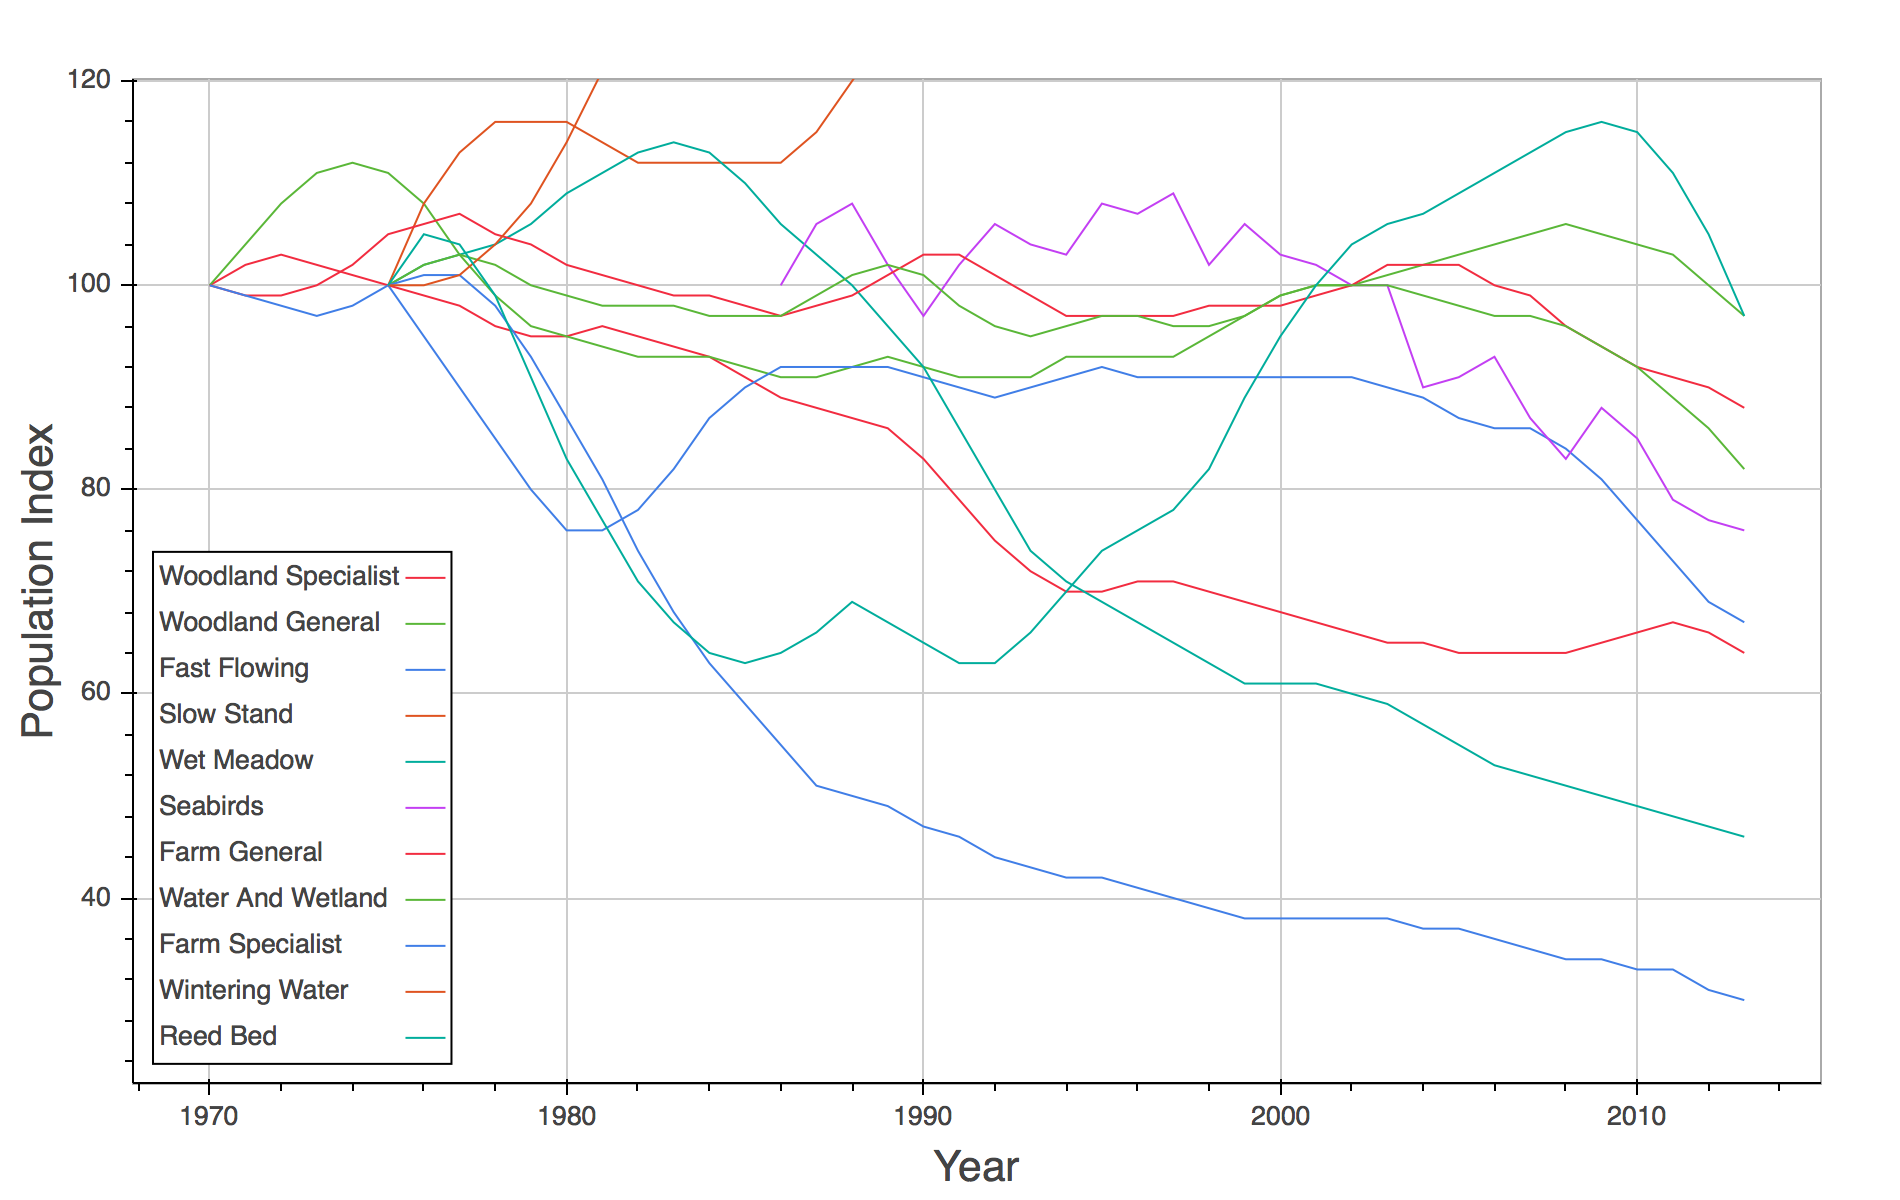 120
100
80
60
40
Population Index
Woodland Specialist
Woodland General
Fast Flowing
Slow Stand
Wet Meadow
Seabirds
Farm General
Water And Wetland
Farm Specialist
Wintering Water
Reed Bed
1970 1980 1990 2000 2010
Year